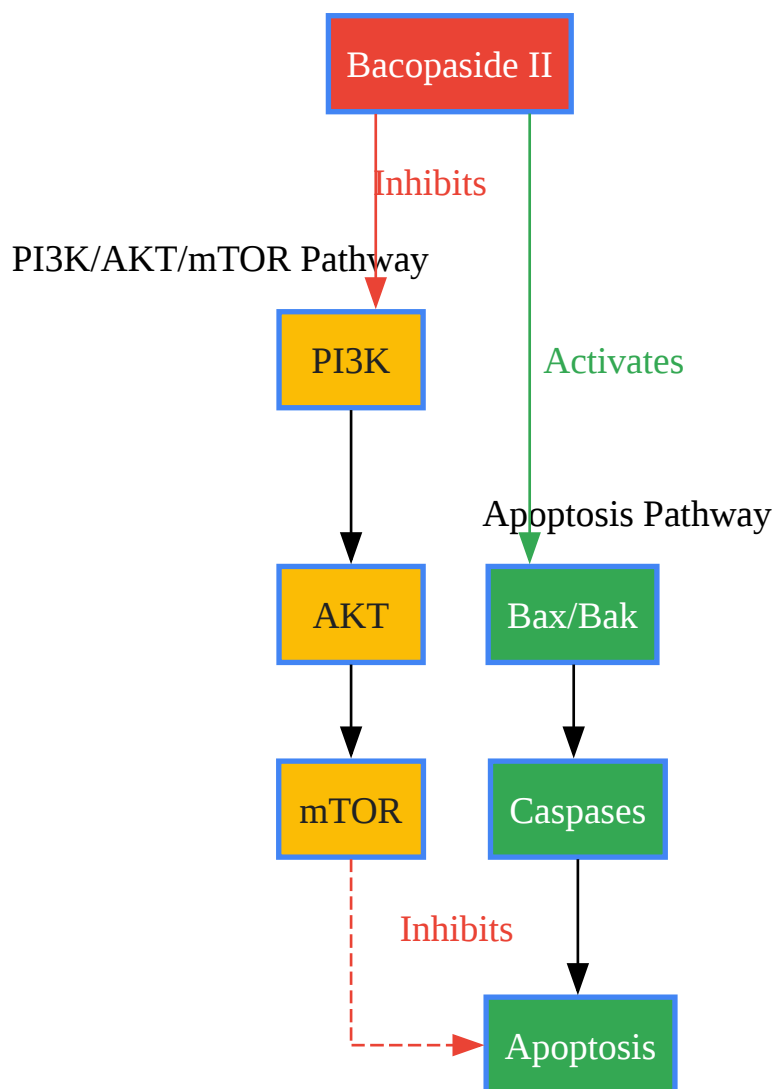 Bacopaside II
Inhibits
PI3K/AKT/mTOR Pathway
PI3K
Activates
Apoptosis Pathway
AKT
Bax/Bak
mTOR
Caspases
Inhibits
Apoptosis